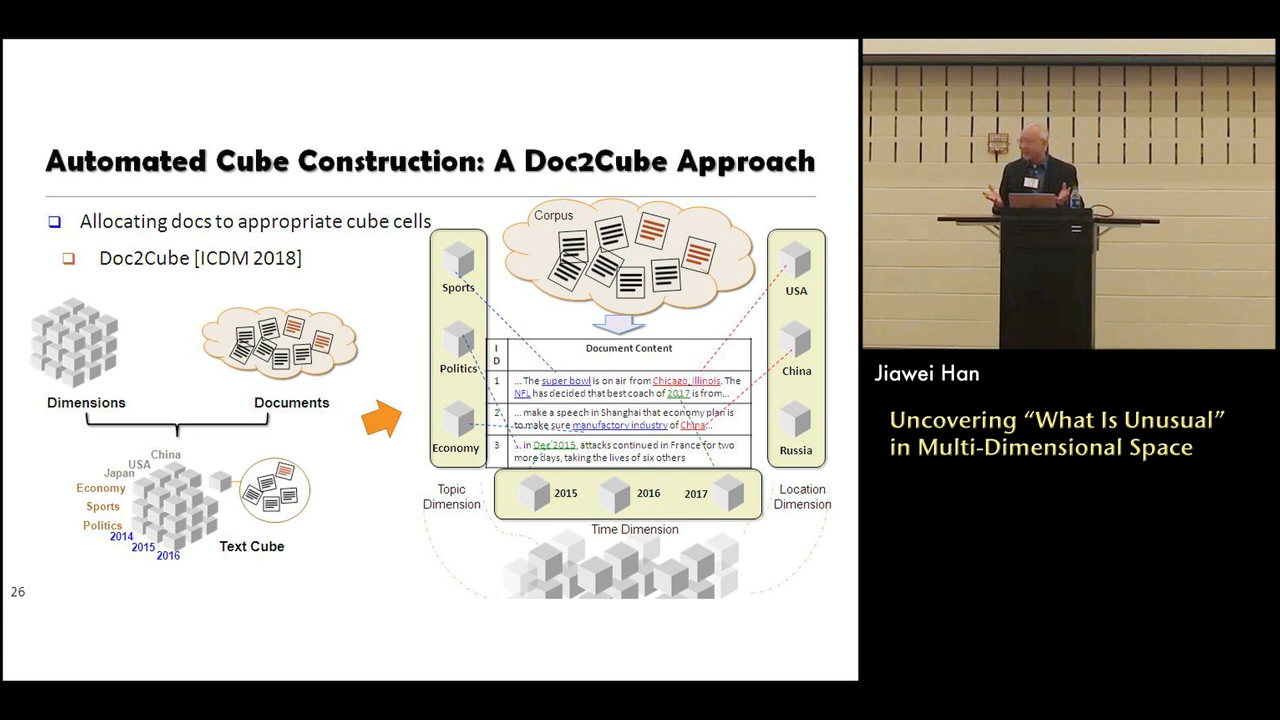 Automated Cube Construction: A Doc2Cube Approach
Allocating docs to appropriate cube cells
Doc2Cube [ICDM 2018]
Dimensions
Documents
China
USA
Japan
Economy
Sports
Politics
2014
2015
2016
Text Cube
Corpus
Sports
Politics
Economy
Topic
Dimension
USA
China
Russia
Location
Dimension
I
D
Document Content
1
... The super bowl is on air from Chicago, Illinois. The
NFL has decided that best coach of 2017 is from...
2
... make a speech in Shanghai that economy plan is
to make sure manufactory industry of China...
3
... in Dec 2015, attacks continued in France for two
more days, taking the lives of six others
2015
2016
2017
Time Dimension
26
Jiawei Han
Uncovering “What Is Unusual”
in Multi-Dimensional Space